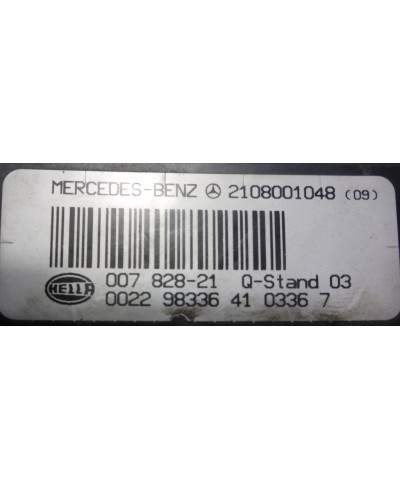 MERCEDES-BENZ 2108001048 (09)
HELLA
007 828-21 Q-Stand 03
0022 98336 41 0336 7